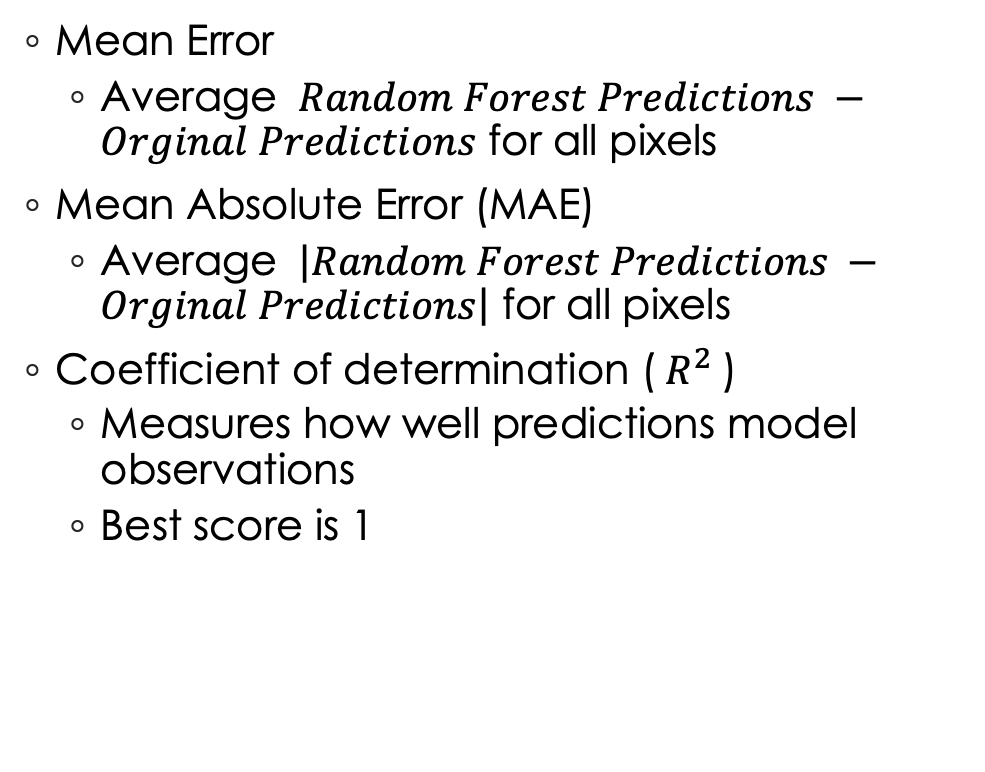 ◦ Mean Error
◦ Average Random Forest Predictions −
Orginal Predictions for all pixels
◦ Mean Absolute Error (MAE)
◦ Average |Random Forest Predictions −
Orginal Predictions| for all pixels
◦ Coefficient of determination ( R² )
◦ Measures how well predictions model
observations
◦ Best score is 1